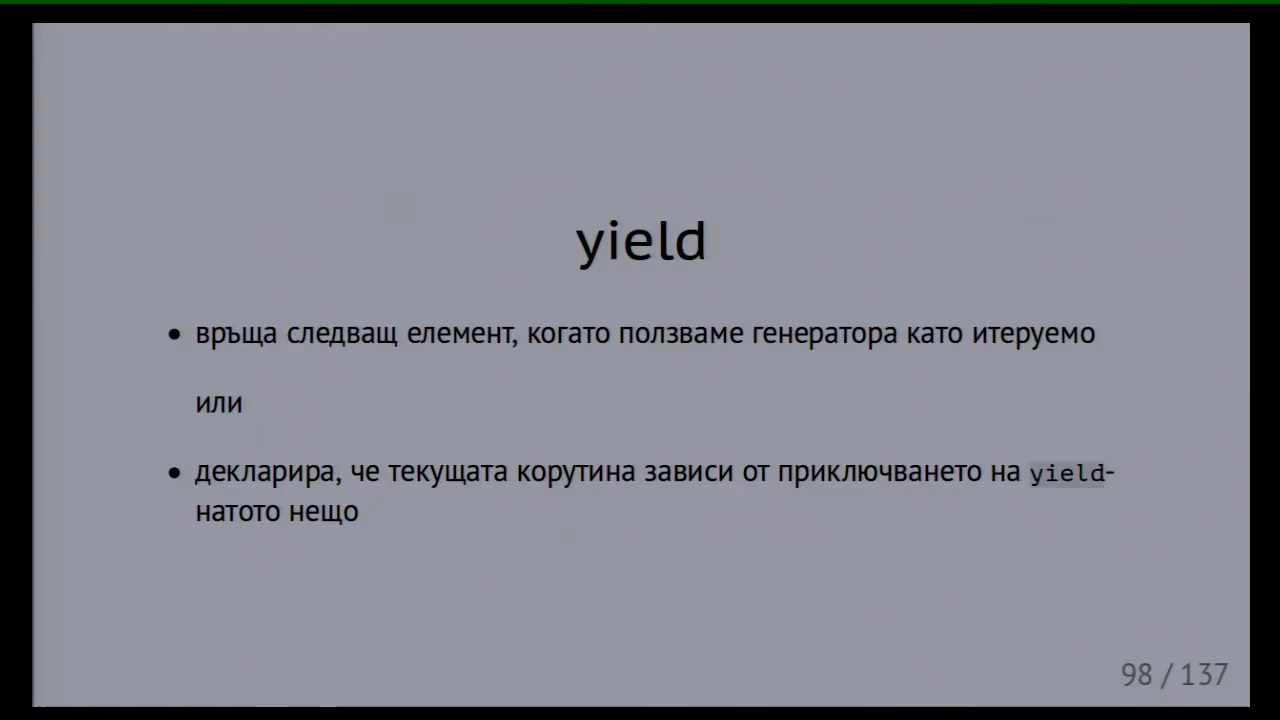 yield
• връща следващ елемент, когато ползваме генератора като итеруемо
или
• декларира, че текущата корутина зависи от приключването на yield-
натото нещо
98 / 137